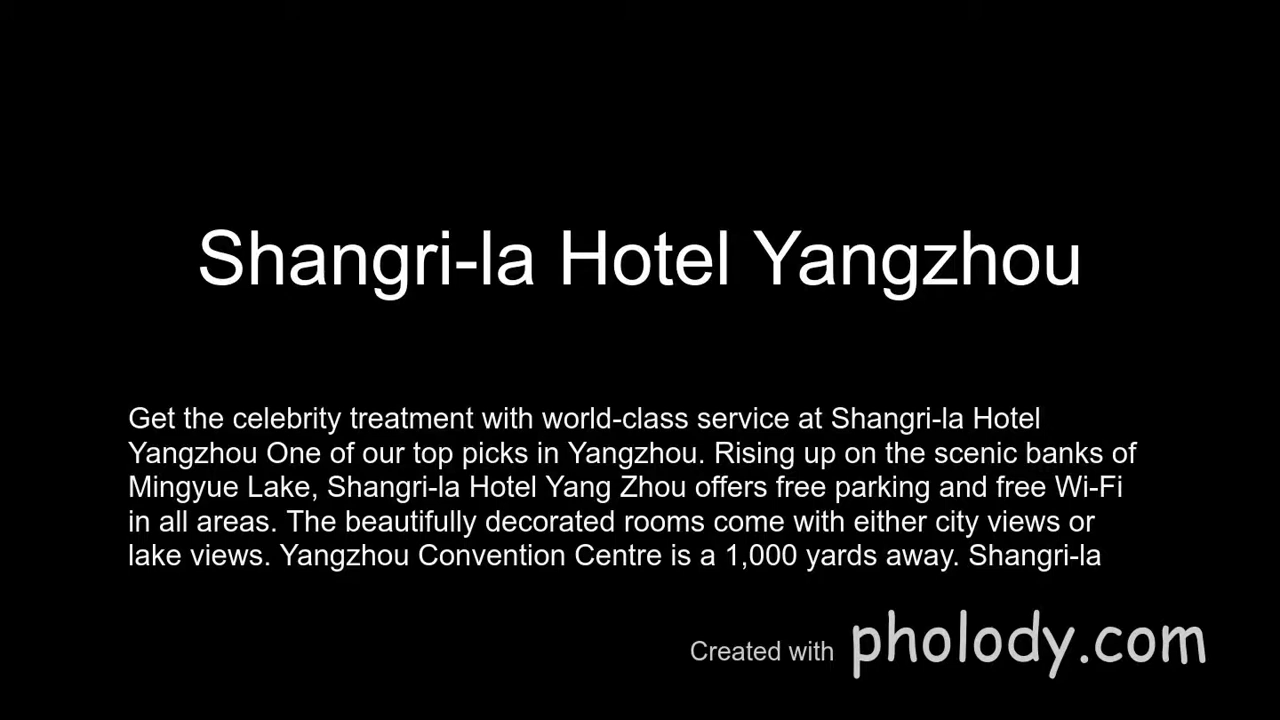 Shangri-la Hotel Yangzhou
Get the celebrity treatment with world-class service at Shangri-la Hotel
Yangzhou One of our top picks in Yangzhou. Rising up on the scenic banks of
Mingyue Lake, Shangri-la Hotel Yang Zhou offers free parking and free Wi-Fi
in all areas. The beautifully decorated rooms come with either city views or
lake views. Yangzhou Convention Centre is a 1,000 yards away. Shangri-la
Created with pholody.com